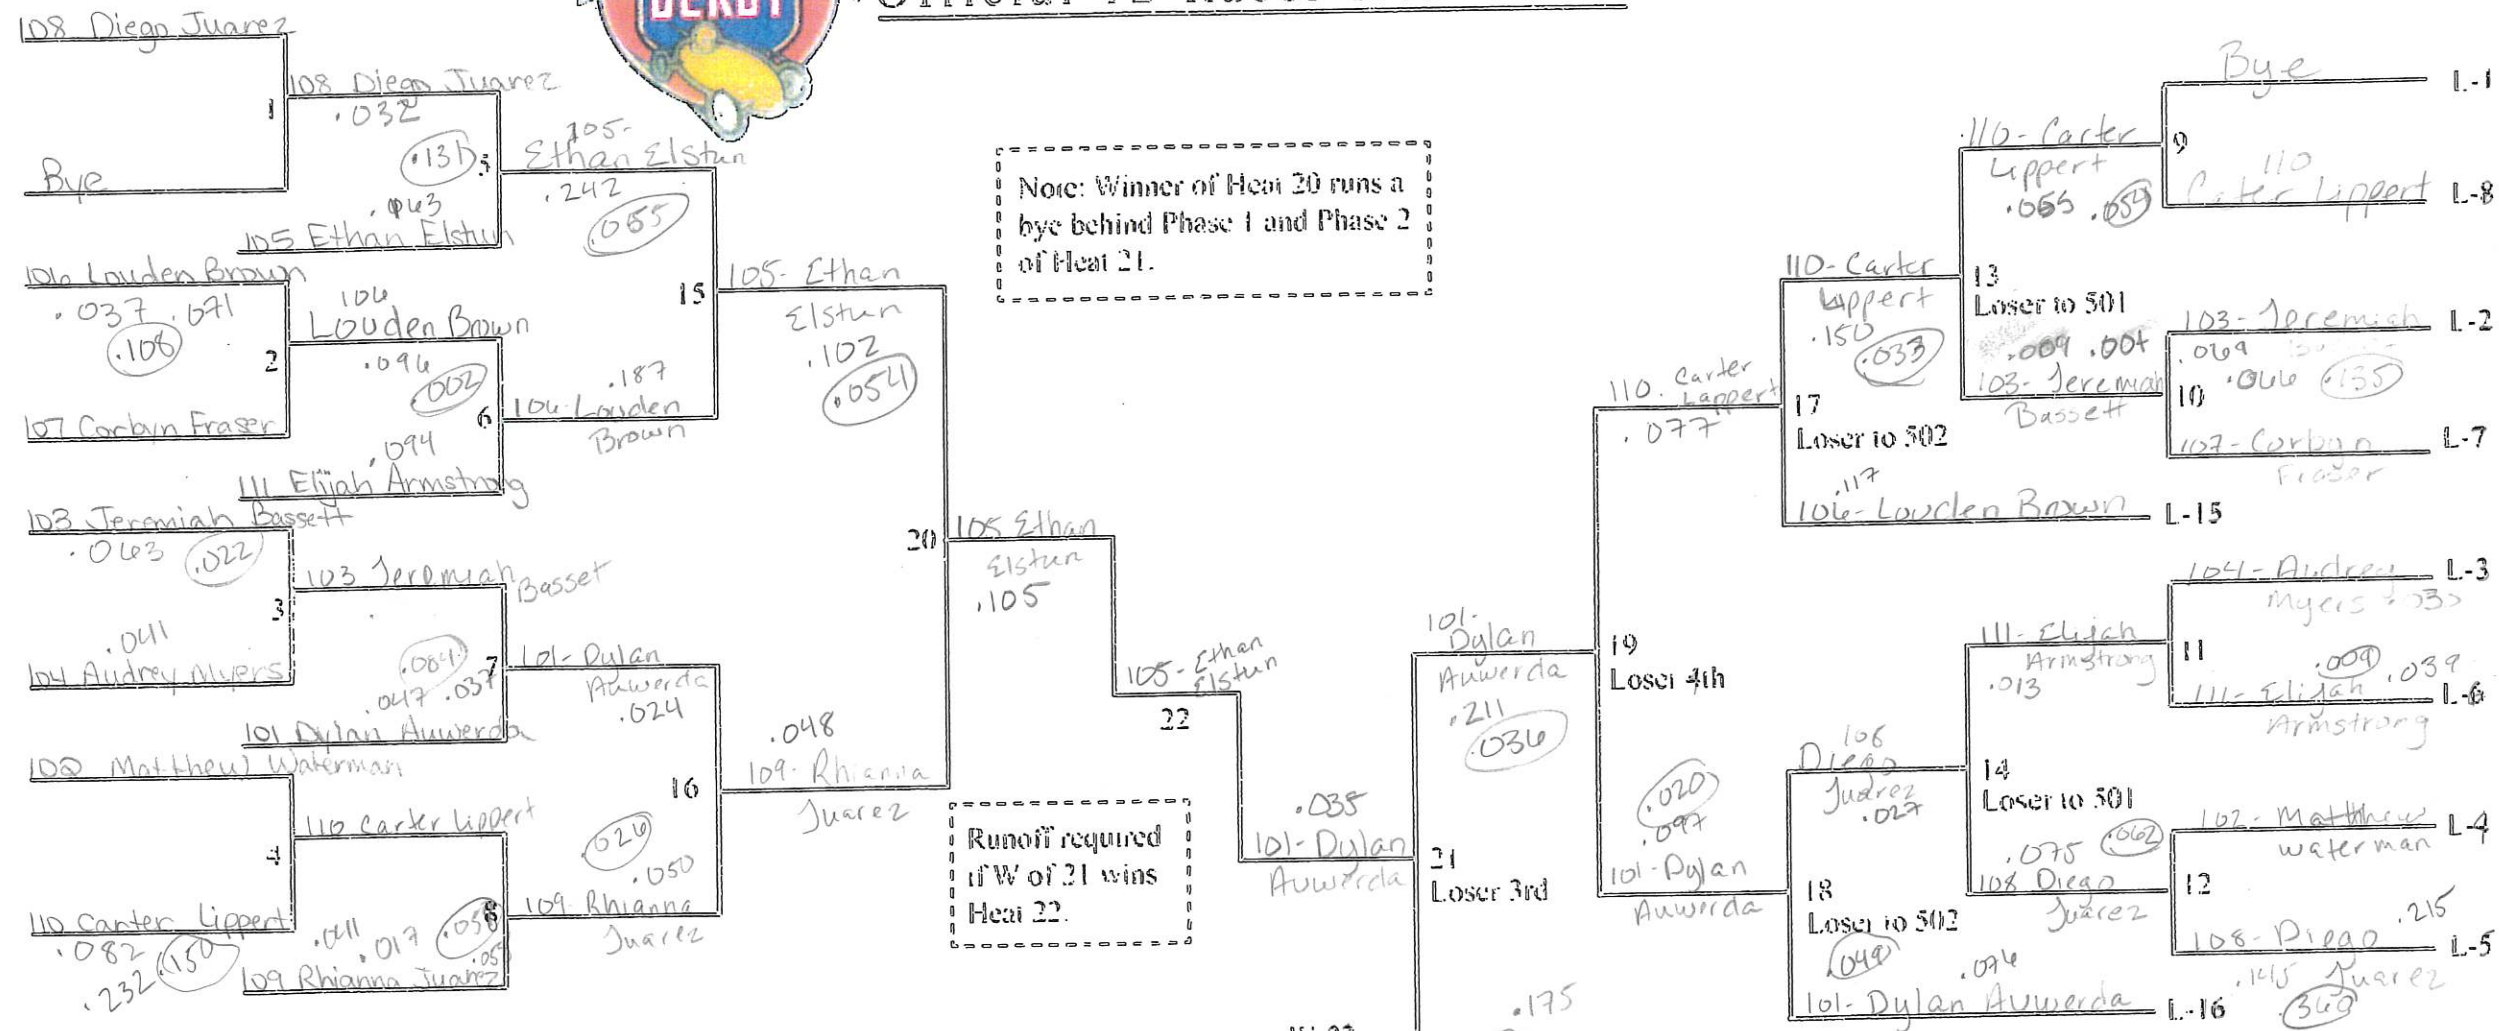 DERBY
108 Diego Juarez
1
108 Diego Juarez
.032
Bye
.131
5
.063
105 Ethan Elstun
105-
Ethan Elstun
.242
.055
106 Louden Brown
.037 .071
.108
2
106
Louden Brown
.096
.002
107 Corbyn Fraser
.094
6
111 Elijah Armstrong
.187
106-Louden
Brown
15
105- Ethan
Elstun
.102
.054
103 Jeremiah Bassett
.063
.022
3
103 Jeremiah Basset
.041
104 Audrey Myers
.084
.047 .037
7
101 Dylan Auwerda
101- Dylan
Auwerda
.024
102 Matthew Waterman
4
110 Carter Lippert
110 Carter Lippert
.082
.232
.150
.041
.017
.058
8
109 Rhianna Juarez
.026
.050
109- Rhianna
Juarez
16
.048
109- Rhianna
Juarez
20
105 Ethan
Elstun
.105
Note: Winner of Heat 20 runs a
bye behind Phase 1 and Phase 2
of Heat 21.
Runoff required
if W of 21 wins
Heat 22.
105- Ethan
Elstun
22
.035
101- Dylan
Auwerda
101-
Dylan
Auwerda
.211
.036
21
Loser 3rd
.175
19
Loser 4th
110- Carter
Lippert
.077
.020
.097
101-Dylan
Auwerda
110-Carter
Lippert
.150
.033
17
Loser to 502
.117
106- Louden Brown
L-15
Bye
L-1
110-Carter
Lippert
.055 .054
9
110
Cater Lippert
L-8
13
Loser to 501
.009
103- Jeremiah
Bassett
103-Jeremiah
L-2
.069
.066
.135
10
107-Corbyn
Fraser
L-7
104- Audrey
Myers
L-3
111- Elijah
Armstrong
.013
11
.009
.039
111-Elijah
Armstrong
L-6
108
Diego
Juarez
.027
14
Loser to 501
.075
.062
108 Diego
Juarez
102- Matthew
Waterman
L-4
12
.215
108- Diego
Juarez
L-5
.145
.360
18
Loser to 502
.049
.076
101- Dylan Auwerda
L-16